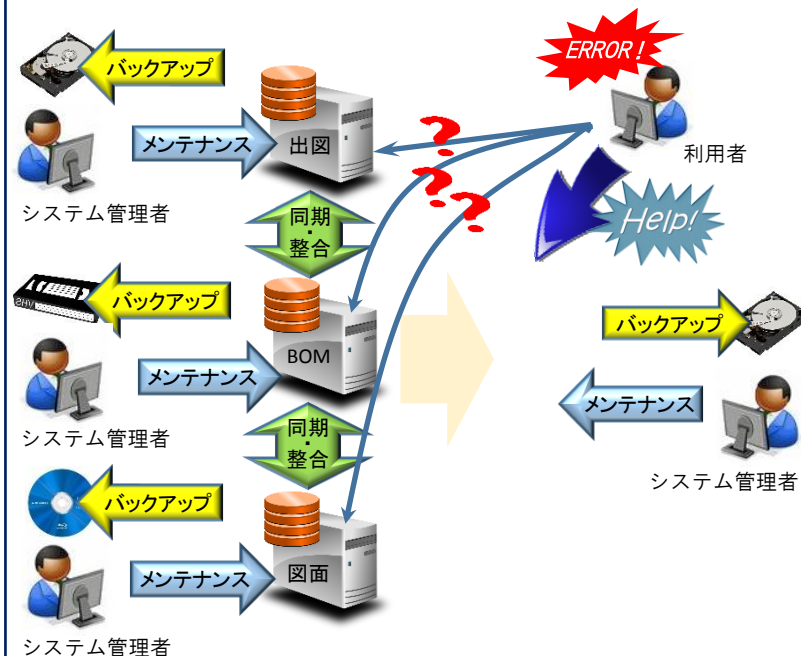 バックアップ
ERROR!
メンテナンス
出図
利用者
システム管理者
同期
・
整合
Help!
VHS
バックアップ
バックアップ
BOM
メンテナンス
メンテナンス
システム管理者
同期
・
整合
システム管理者
バックアップ
メンテナンス
図面
システム管理者
?
?
?